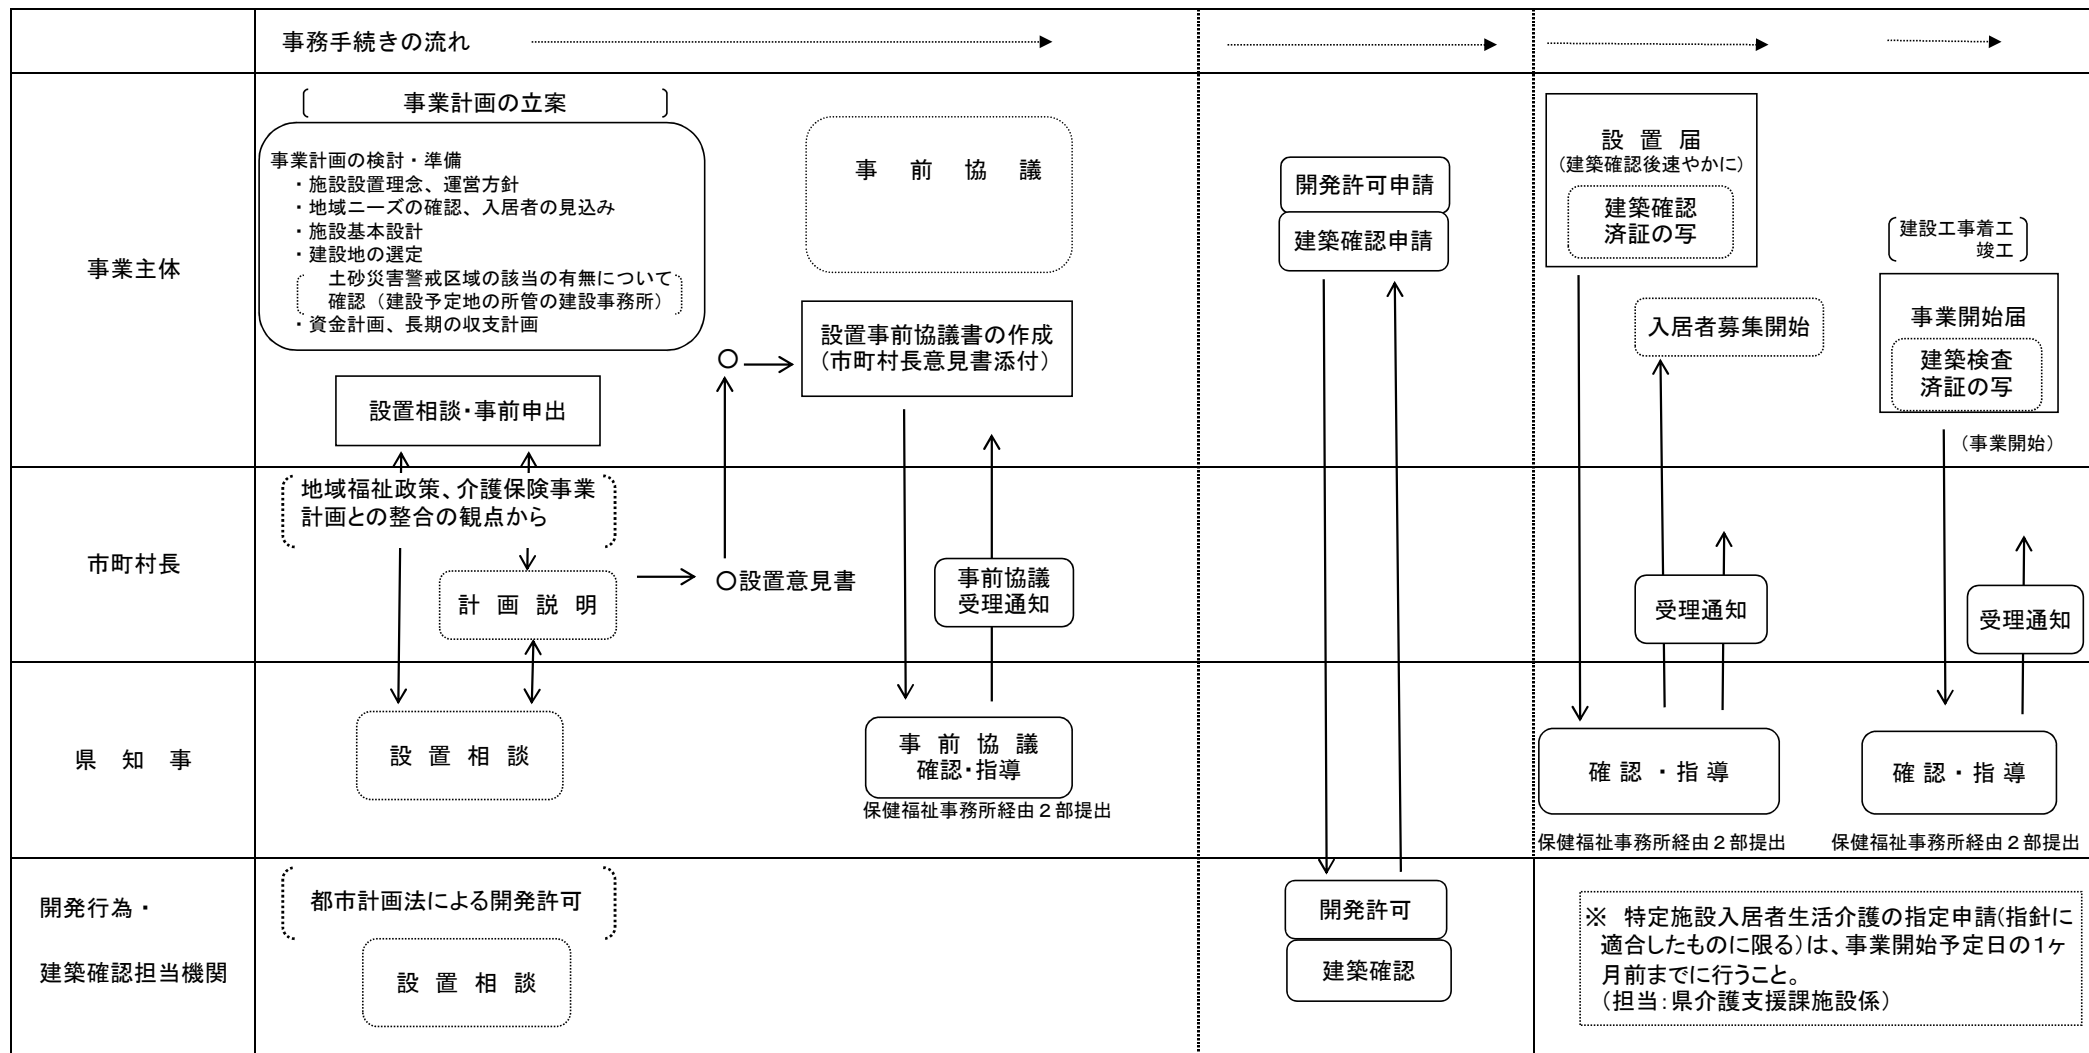 事務手続きの流れ
事業主体
事業計画の立案
事業計画の検討・準備
・施設設置理念、運営方針
・地域ニーズの確認、入居者の見込み
・施設基本設計
・建設地の選定
土砂災害警戒区域の該当の有無について
確認（建設予定地の所管の建設事務所）
・資金計画、長期の収支計画
設置相談・事前申出
事　前　協　議
設置事前協議書の作成
（市町村長意見書添付）
開発許可申請
建築確認申請
設　置　届
（建築確認後速やかに）
建築確認
済証の写
入居者募集開始
建設工事着工
竣工
事業開始届
建築検査
済証の写
（事業開始）
市町村長
地域福祉政策、介護保険事業
計画との整合の観点から
計　画　説　明
○設置意見書
○
事前協議
受理通知
受理通知
受理通知
県　知　事
設　置　相　談
事　前　協　議
確認・指導
保健福祉事務所経由２部提出
確 認 ・ 指 導
保健福祉事務所経由２部提出
確 認 ・ 指 導
保健福祉事務所経由２部提出
開発行為・
建築確認担当機関
都市計画法による開発許可
設　置　相　談
開発許可
建築確認
※　特定施設入居者生活介護の指定申請（指針に
適合したものに限る）は、事業開始予定日の１ヶ
月前までに行うこと。
（担当：県介護支援課施設係）